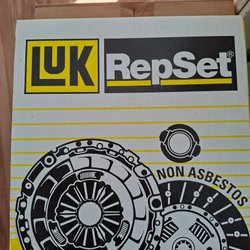 LUK RepSet®
NON ASBESTOS